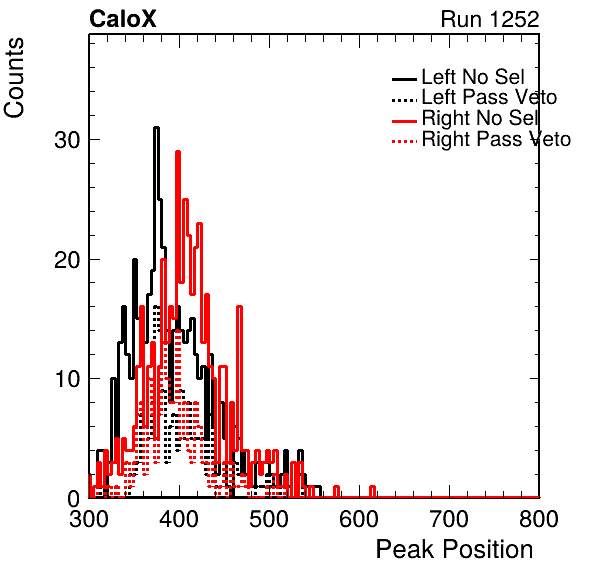 CaloX Run 1252
Counts
Left No Sel
Left Pass Veto
Right No Sel
Right Pass Veto
30
20
10
0
300 400 500 600 700 800
Peak Position